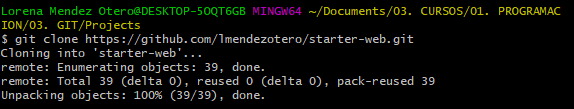 Lorena Mendez Otero@DESKTOP-5OQT6GB MINGW64 ~/Documents/03. CURSOS/01. PROGRAMAC
ION/03. GIT/Projects
$ git clone https://github.com/lmendezotero/starter-web.git
Cloning into 'starter-web'...
remote: Enumerating objects: 39, done.
remote: Total 39 (delta 0), reused 0 (delta 0), pack-reused 39
Unpacking objects: 100% (39/39), done.